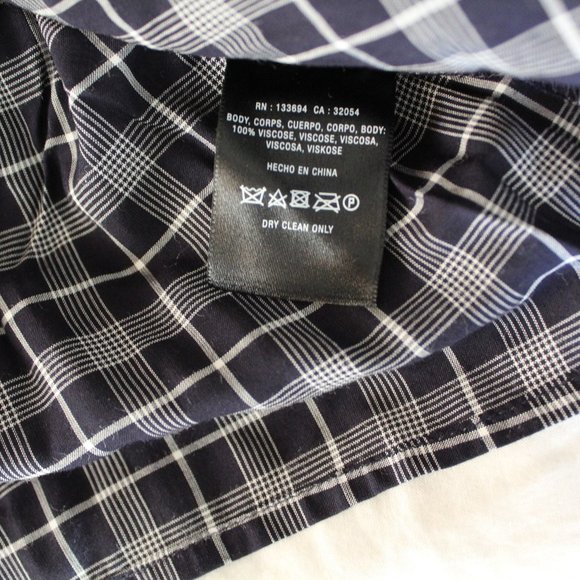 RN : 133694 CA : 32054
BODY, CORPS, CUERPO, CORPO, BODY:
100% VISCOSE, VISCOSE, VISCOSA,
VISCOSA, VISKOSE
HECHO EN CHINA
P
DRY CLEAN ONLY